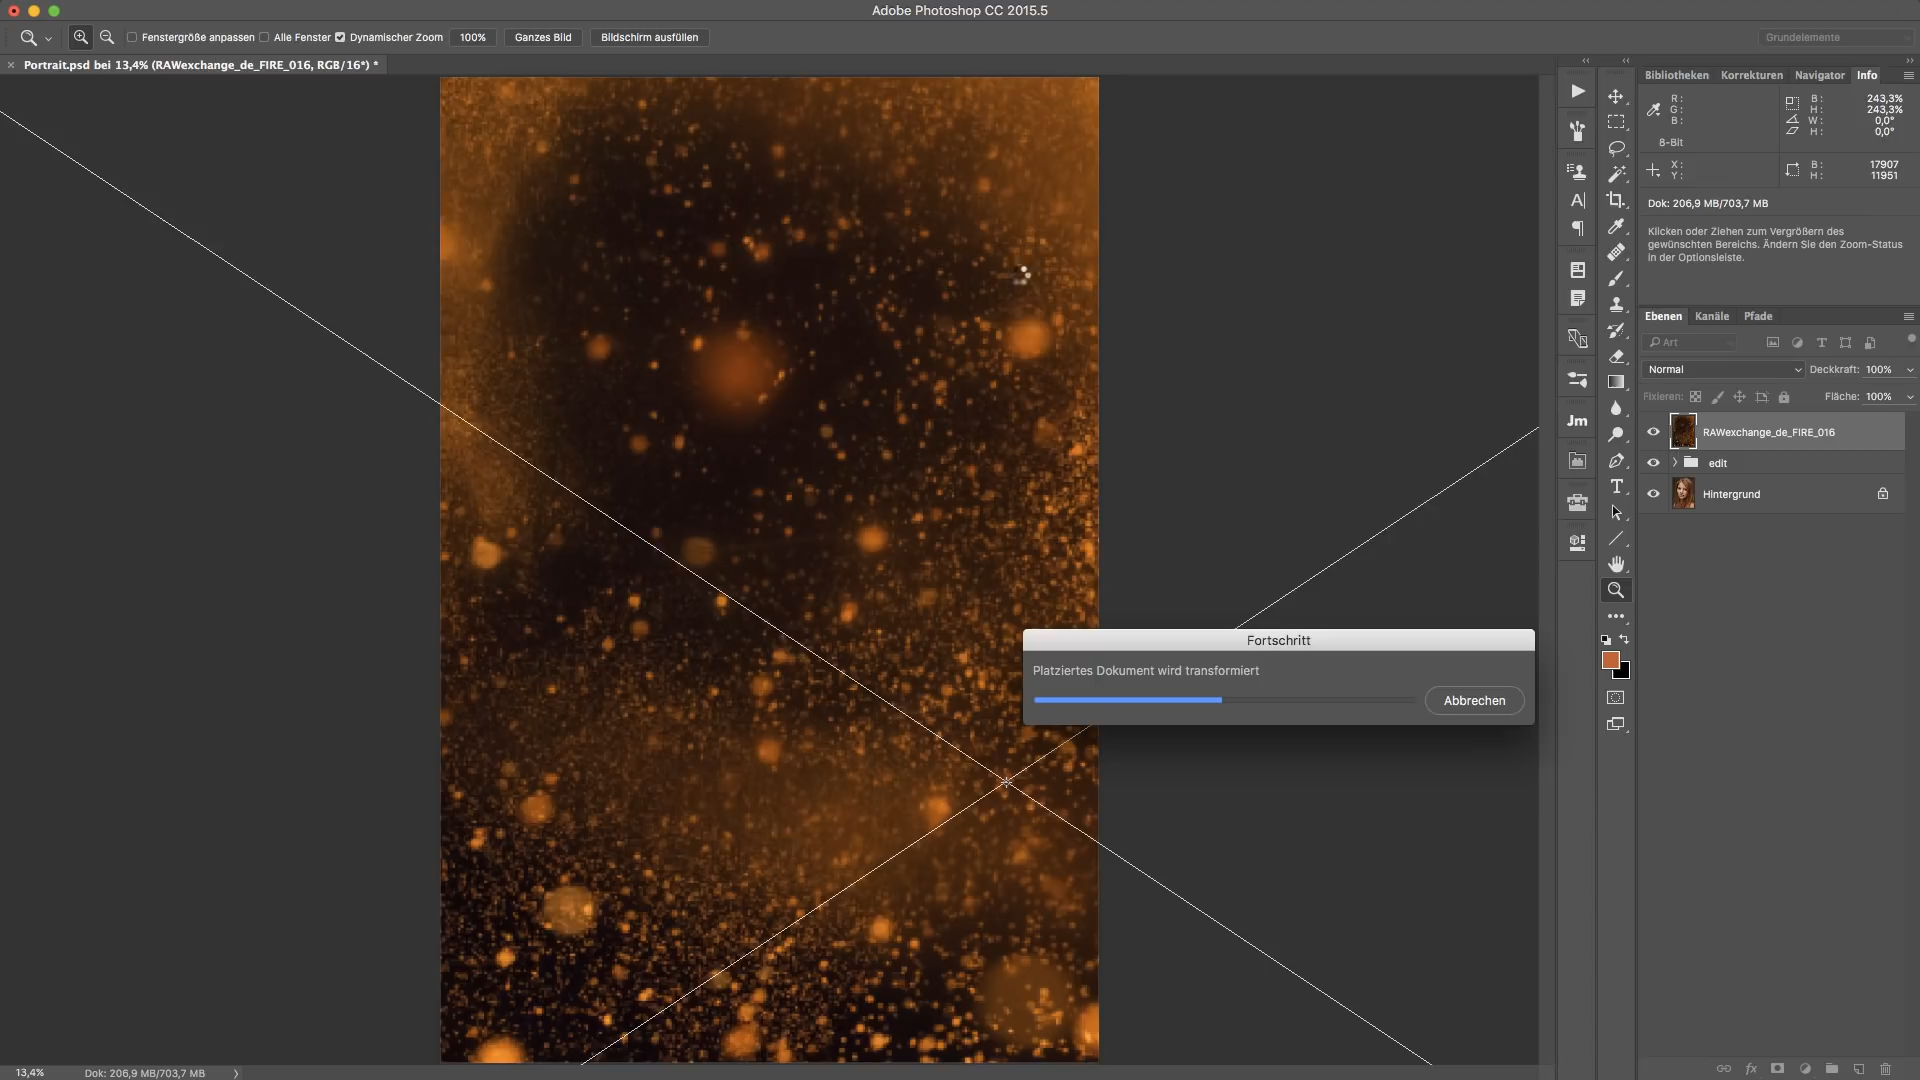 Adobe Photoshop CC 2015.5
Fenstergröße anpassen Alle Fenster Dynamischer Zoom 100% Ganzes Bild Bildschirm ausfüllen Grundelemente
Portrait.psd bei 13,4% (RAWexchange_de_FIRE_016, RGB/16*) *
Bibliotheken Korrekturen Navigator Info
R: B: 243,3%
G: H: 243,3%
B: W: 0,0°
H: 0,0°
8-Bit
X: B: 17907
Y: H: 11951
Dok: 206,9 MB/703,7 MB
Klicken oder Ziehen zum Vergrößern des
gewünschten Bereichs. Ändern Sie den Zoom-Status
in der Optionsleiste.
Ebenen Kanäle Pfade
Art
Normal Deckkraft: 100%
Fixieren: Fläche: 100%
RAWexchange_de_FIRE_016
edit
Hintergrund
Jm
Fortschritt
Platziertes Dokument wird transformiert
Abbrechen
13,4% Dok: 206,9 MB/703,7 MB